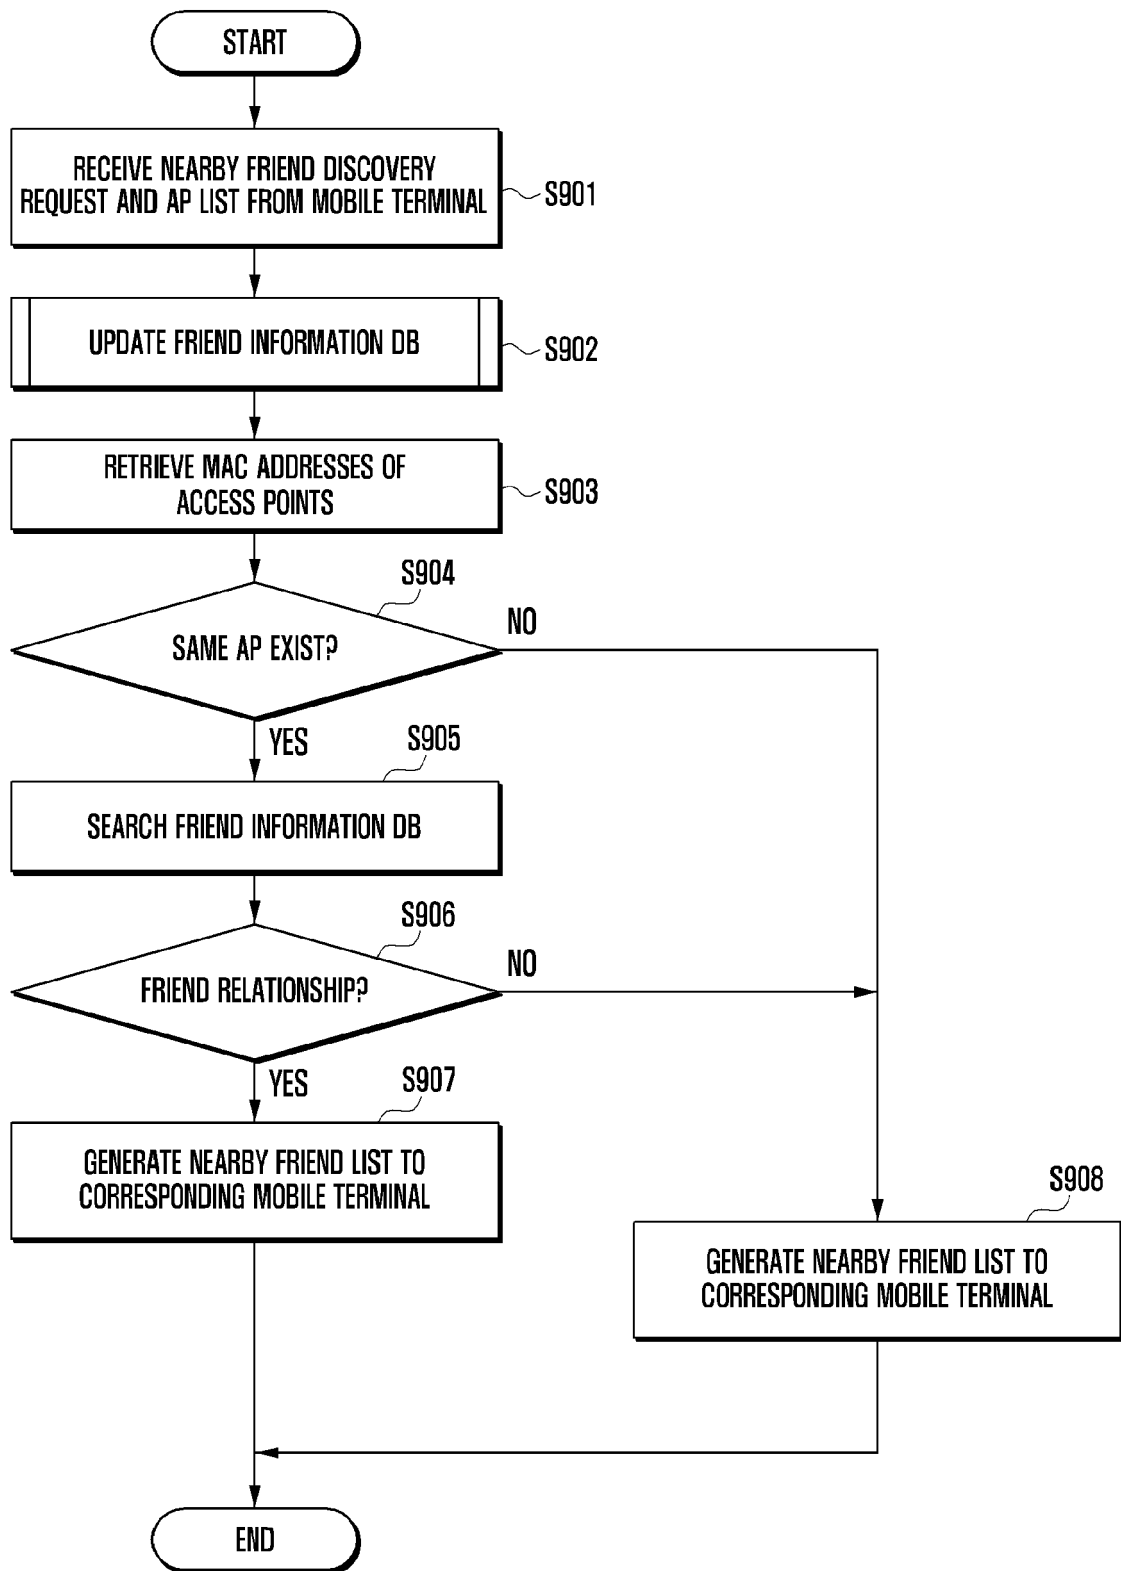 START
RECEIVE NEARBY FRIEND DISCOVERY
REQUEST AND AP LIST FROM MOBILE TERMINAL
S901
UPDATE FRIEND INFORMATION DB
S902
RETRIEVE MAC ADDRESSES OF
ACCESS POINTS
S903
S904
SAME AP EXIST?
NO
YES
S905
SEARCH FRIEND INFORMATION DB
S906
FRIEND RELATIONSHIP?
NO
YES
S907
GENERATE NEARBY FRIEND LIST TO
CORRESPONDING MOBILE TERMINAL
S908
GENERATE NEARBY FRIEND LIST TO
CORRESPONDING MOBILE TERMINAL
END